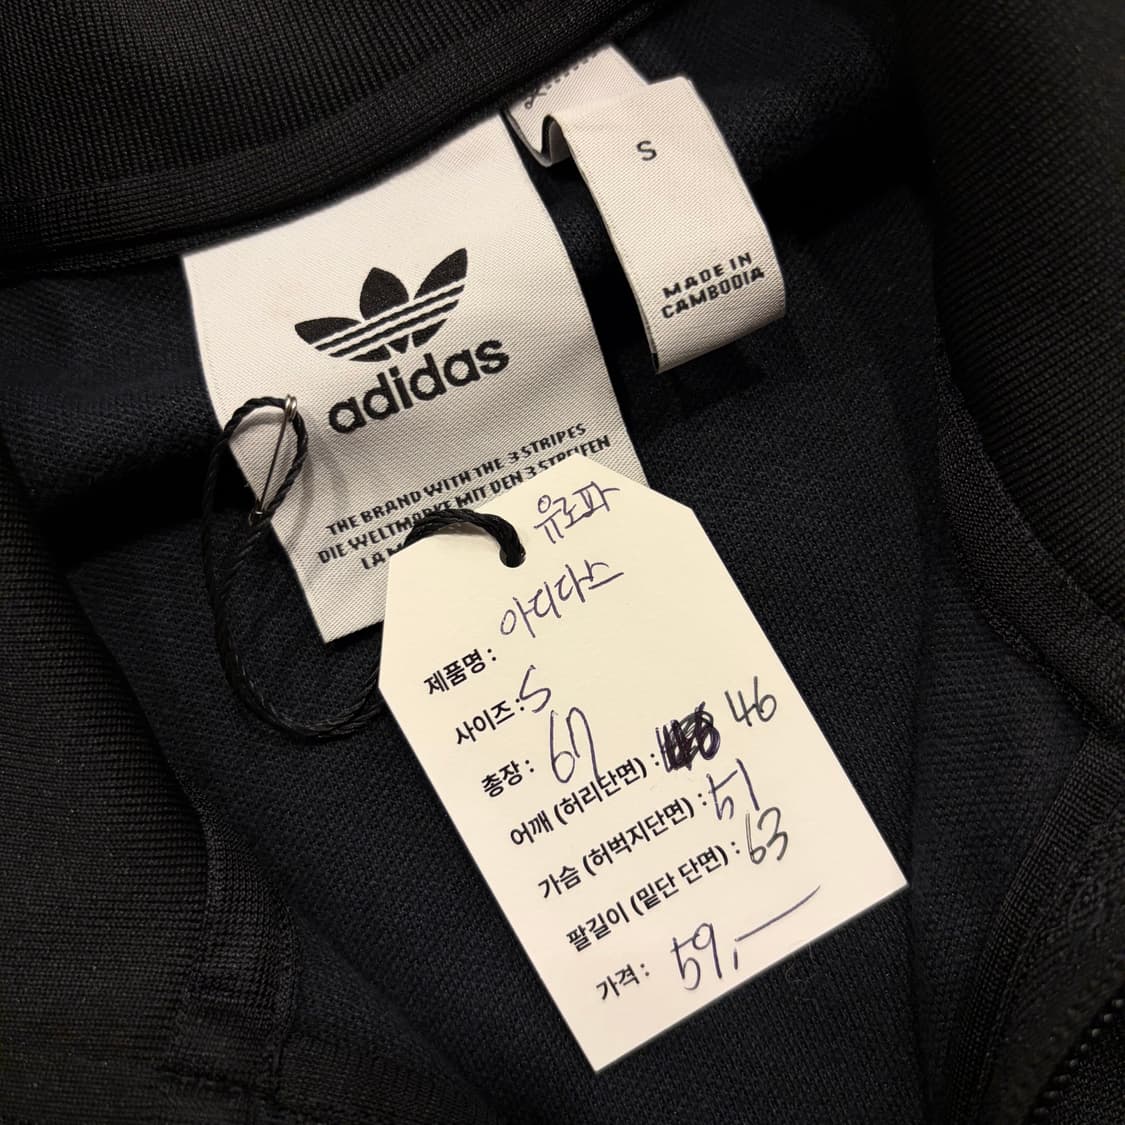 S
MADE IN
CAMBODIA
adidas
THE BRAND WITH THE 3 STRIPES
DIE WELTMARKE MIT DEN 3 STREIFEN
LA
유로파
제품명: 아디다스
사이즈: S
총장: 67
어깨 (허리단면) : 46
가슴 (허벅지단면) : 51
팔길이 (밑단 단면) : 63
가격: 59,—